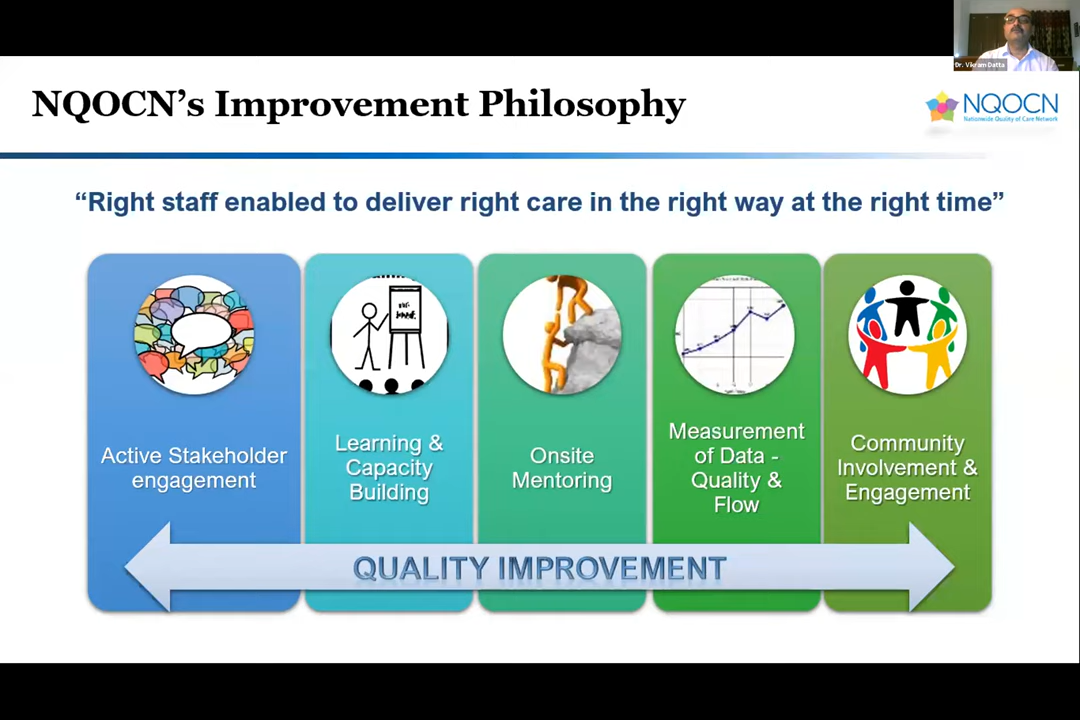 Dr. Vikram Datta
NQOCN's Improvement Philosophy
NQOCN
Nationwide Quality of Care Network
“Right staff enabled to deliver right care in the right way at the right time”
Active Stakeholder
engagement
Learning &
Capacity
Building
Onsite
Mentoring
Measurement
of Data -
Quality &
Flow
Community
Involvement &
Engagement
QUALITY IMPROVEMENT